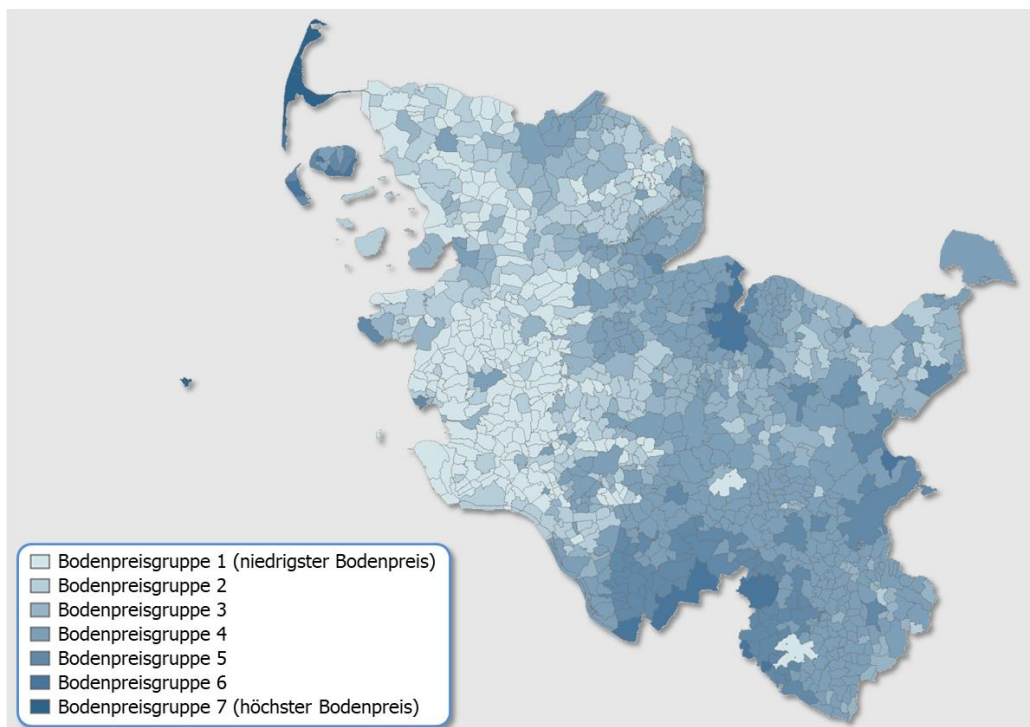 Bodenpreisgruppe 1 (niedrigster Bodenpreis)
Bodenpreisgruppe 2
Bodenpreisgruppe 3
Bodenpreisgruppe 4
Bodenpreisgruppe 5
Bodenpreisgruppe 6
Bodenpreisgruppe 7 (höchster Bodenpreis)